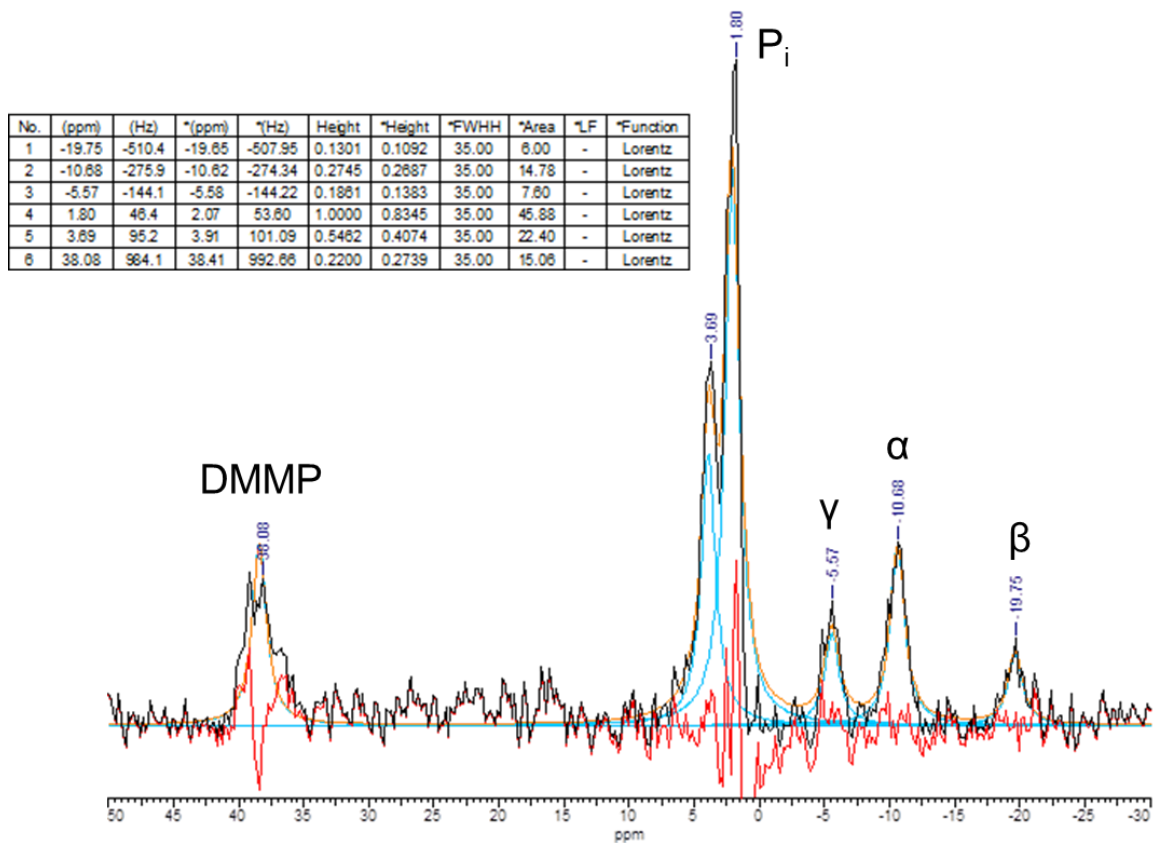 1.80
Pi
No. (ppm) (Hz) *(ppm) *(Hz) Height *Height *FWHH *Area *LF *Function
1 -19.75 -510.4 -19.65 -507.95 0.1301 0.1092 35.00 6.00 - Lorentz
2 -10.68 -275.9 -10.62 -274.34 0.2745 0.2687 35.00 14.78 - Lorentz
3 -5.57 -144.1 -5.58 -144.22 0.1861 0.1383 35.00 7.60 - Lorentz
4 1.80 46.4 2.07 53.60 1.0000 0.8345 35.00 45.88 - Lorentz
5 3.69 95.2 3.91 101.09 0.5462 0.4074 35.00 22.40 - Lorentz
6 38.08 984.1 38.41 992.66 0.2200 0.2739 35.00 15.06 - Lorentz
3.69
DMMP
38.08
γ
-5.57
α
-10.68
β
-19.75
50 45 40 35 30 25 20 15 10 5 0 -5 -10 -15 -20 -25 -30
ppm